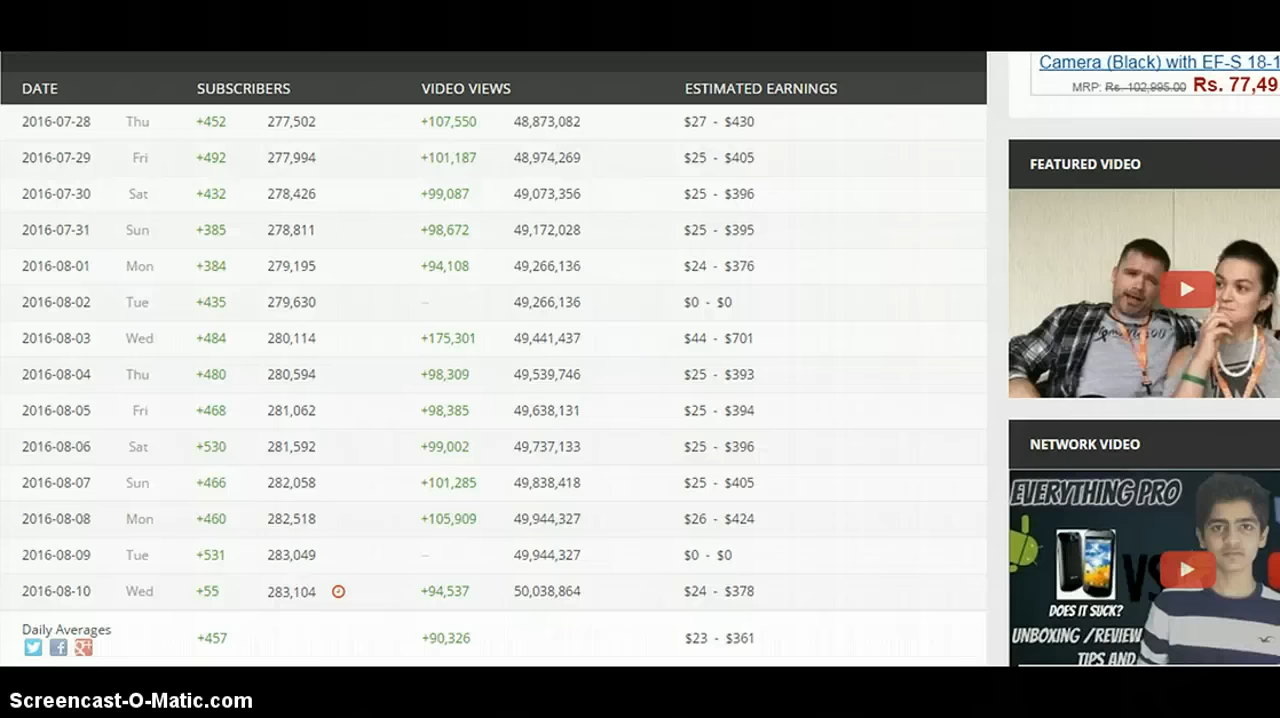 DATE SUBSCRIBERS VIDEO VIEWS ESTIMATED EARNINGS
2016-07-28 Thu +452 277,502 +107,550 48,873,082 $27 - $430
2016-07-29 Fri +492 277,994 +101,187 48,974,269 $25 - $405
2016-07-30 Sat +432 278,426 +99,087 49,073,356 $25 - $396
2016-07-31 Sun +385 278,811 +98,672 49,172,028 $25 - $395
2016-08-01 Mon +384 279,195 +94,108 49,266,136 $24 - $376
2016-08-02 Tue +435 279,630 -- 49,266,136 $0 - $0
2016-08-03 Wed +484 280,114 +175,301 49,441,437 $44 - $701
2016-08-04 Thu +480 280,594 +98,309 49,539,746 $25 - $393
2016-08-05 Fri +468 281,062 +98,385 49,638,131 $25 - $394
2016-08-06 Sat +530 281,592 +99,002 49,737,133 $25 - $396
2016-08-07 Sun +466 282,058 +101,285 49,838,418 $25 - $405
2016-08-08 Mon +460 282,518 +105,909 49,944,327 $26 - $424
2016-08-09 Tue +531 283,049 -- 49,944,327 $0 - $0
2016-08-10 Wed +55 283,104 +94,537 50,038,864 $24 - $378
Daily Averages +457 +90,326 $23 - $361
Camera (Black) with EF-S 18-1
MRP: Rs. 102,995.00 Rs. 77,49
FEATURED VIDEO
NETWORK VIDEO
EVERYTHING PRO
VS
DOES IT SUCK?
UNBOXING / REVIEW
TIPS AND
Screencast-O-Matic.com